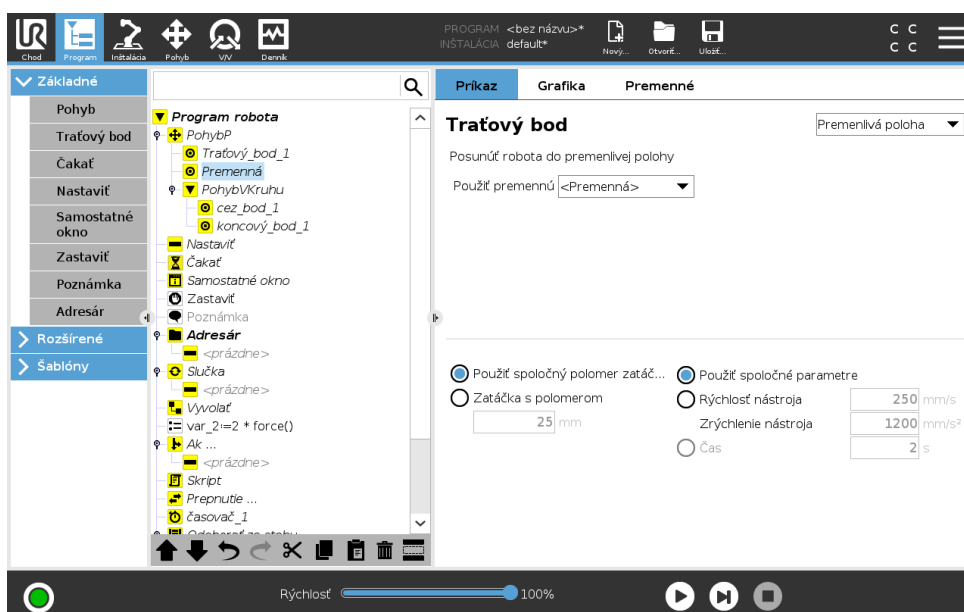 PROGRAM <bez názvu>*
INŠTALÁCIA default*
Chod
Program
Inštalácia
Pohyb
V/V
Denník
Nový...
Otvoriť...
Uložiť...
C C
C C
Základné
Pohyb
Traťový bod
Čakať
Nastaviť
Samostatné
okno
Zastaviť
Poznámka
Adresár
Rozšírené
Šablóny
Program robota
PohybP
Traťový_bod_1
Premenná
PohybVKruhu
cez_bod_1
koncový_bod_1
Nastaviť
Čakať
Samostatné okno
Zastaviť
Poznámka
Adresár
<prázdne>
Slučka
<prázdne>
Vyvolať
var_2:=2 * force()
Ak ...
<prázdne>
Skript
Prepnutie ...
časovač_1
Príkaz
Grafika
Premenné
Traťový bod
Premenlivá poloha
Posunúť robota do premenlivej polohy
Použiť premennú <Premenná>
Použiť spoločný polomer zatáč...
Zatáčka s polomerom
25 mm
Použiť spoločné parametre
Rýchlosť nástroja 250 mm/s
Zrýchlenie nástroja 1200 mm/s²
Čas 2 s
Rýchlosť 100%